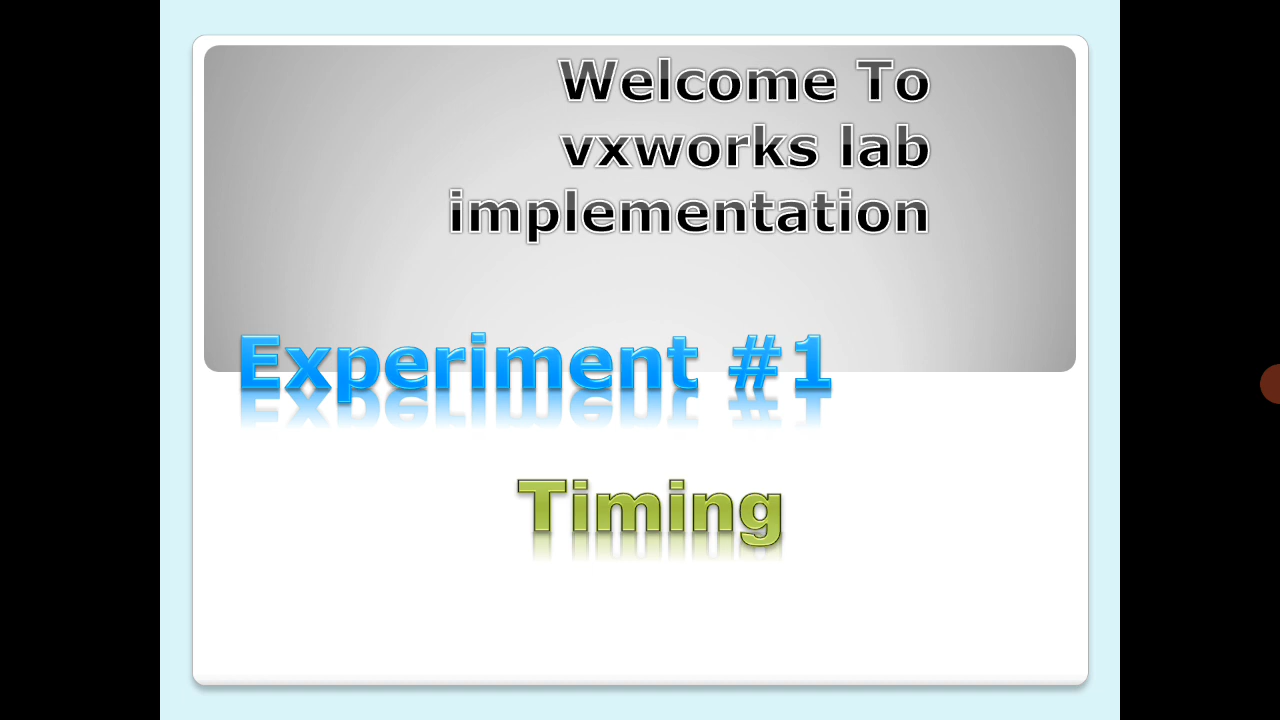 Welcome To
vxworks lab
implementation
Experiment #1
Timing